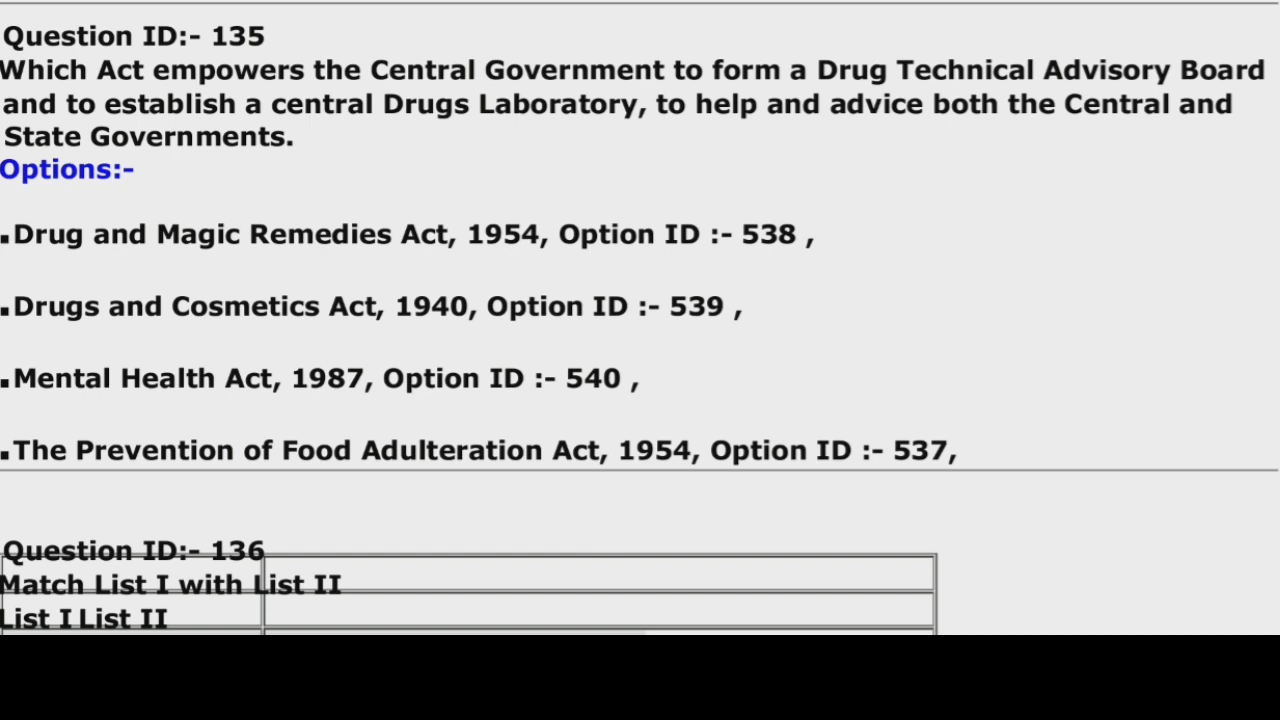 Question ID:- 135
Which Act empowers the Central Government to form a Drug Technical Advisory Board
and to establish a central Drugs Laboratory, to help and advice both the Central and
State Governments.
Options:-
▪Drug and Magic Remedies Act, 1954, Option ID :- 538 ,
▪Drugs and Cosmetics Act, 1940, Option ID :- 539 ,
▪Mental Health Act, 1987, Option ID :- 540 ,
▪The Prevention of Food Adulteration Act, 1954, Option ID :- 537,
Question ID:- 136
Match List I with List II
List I List II